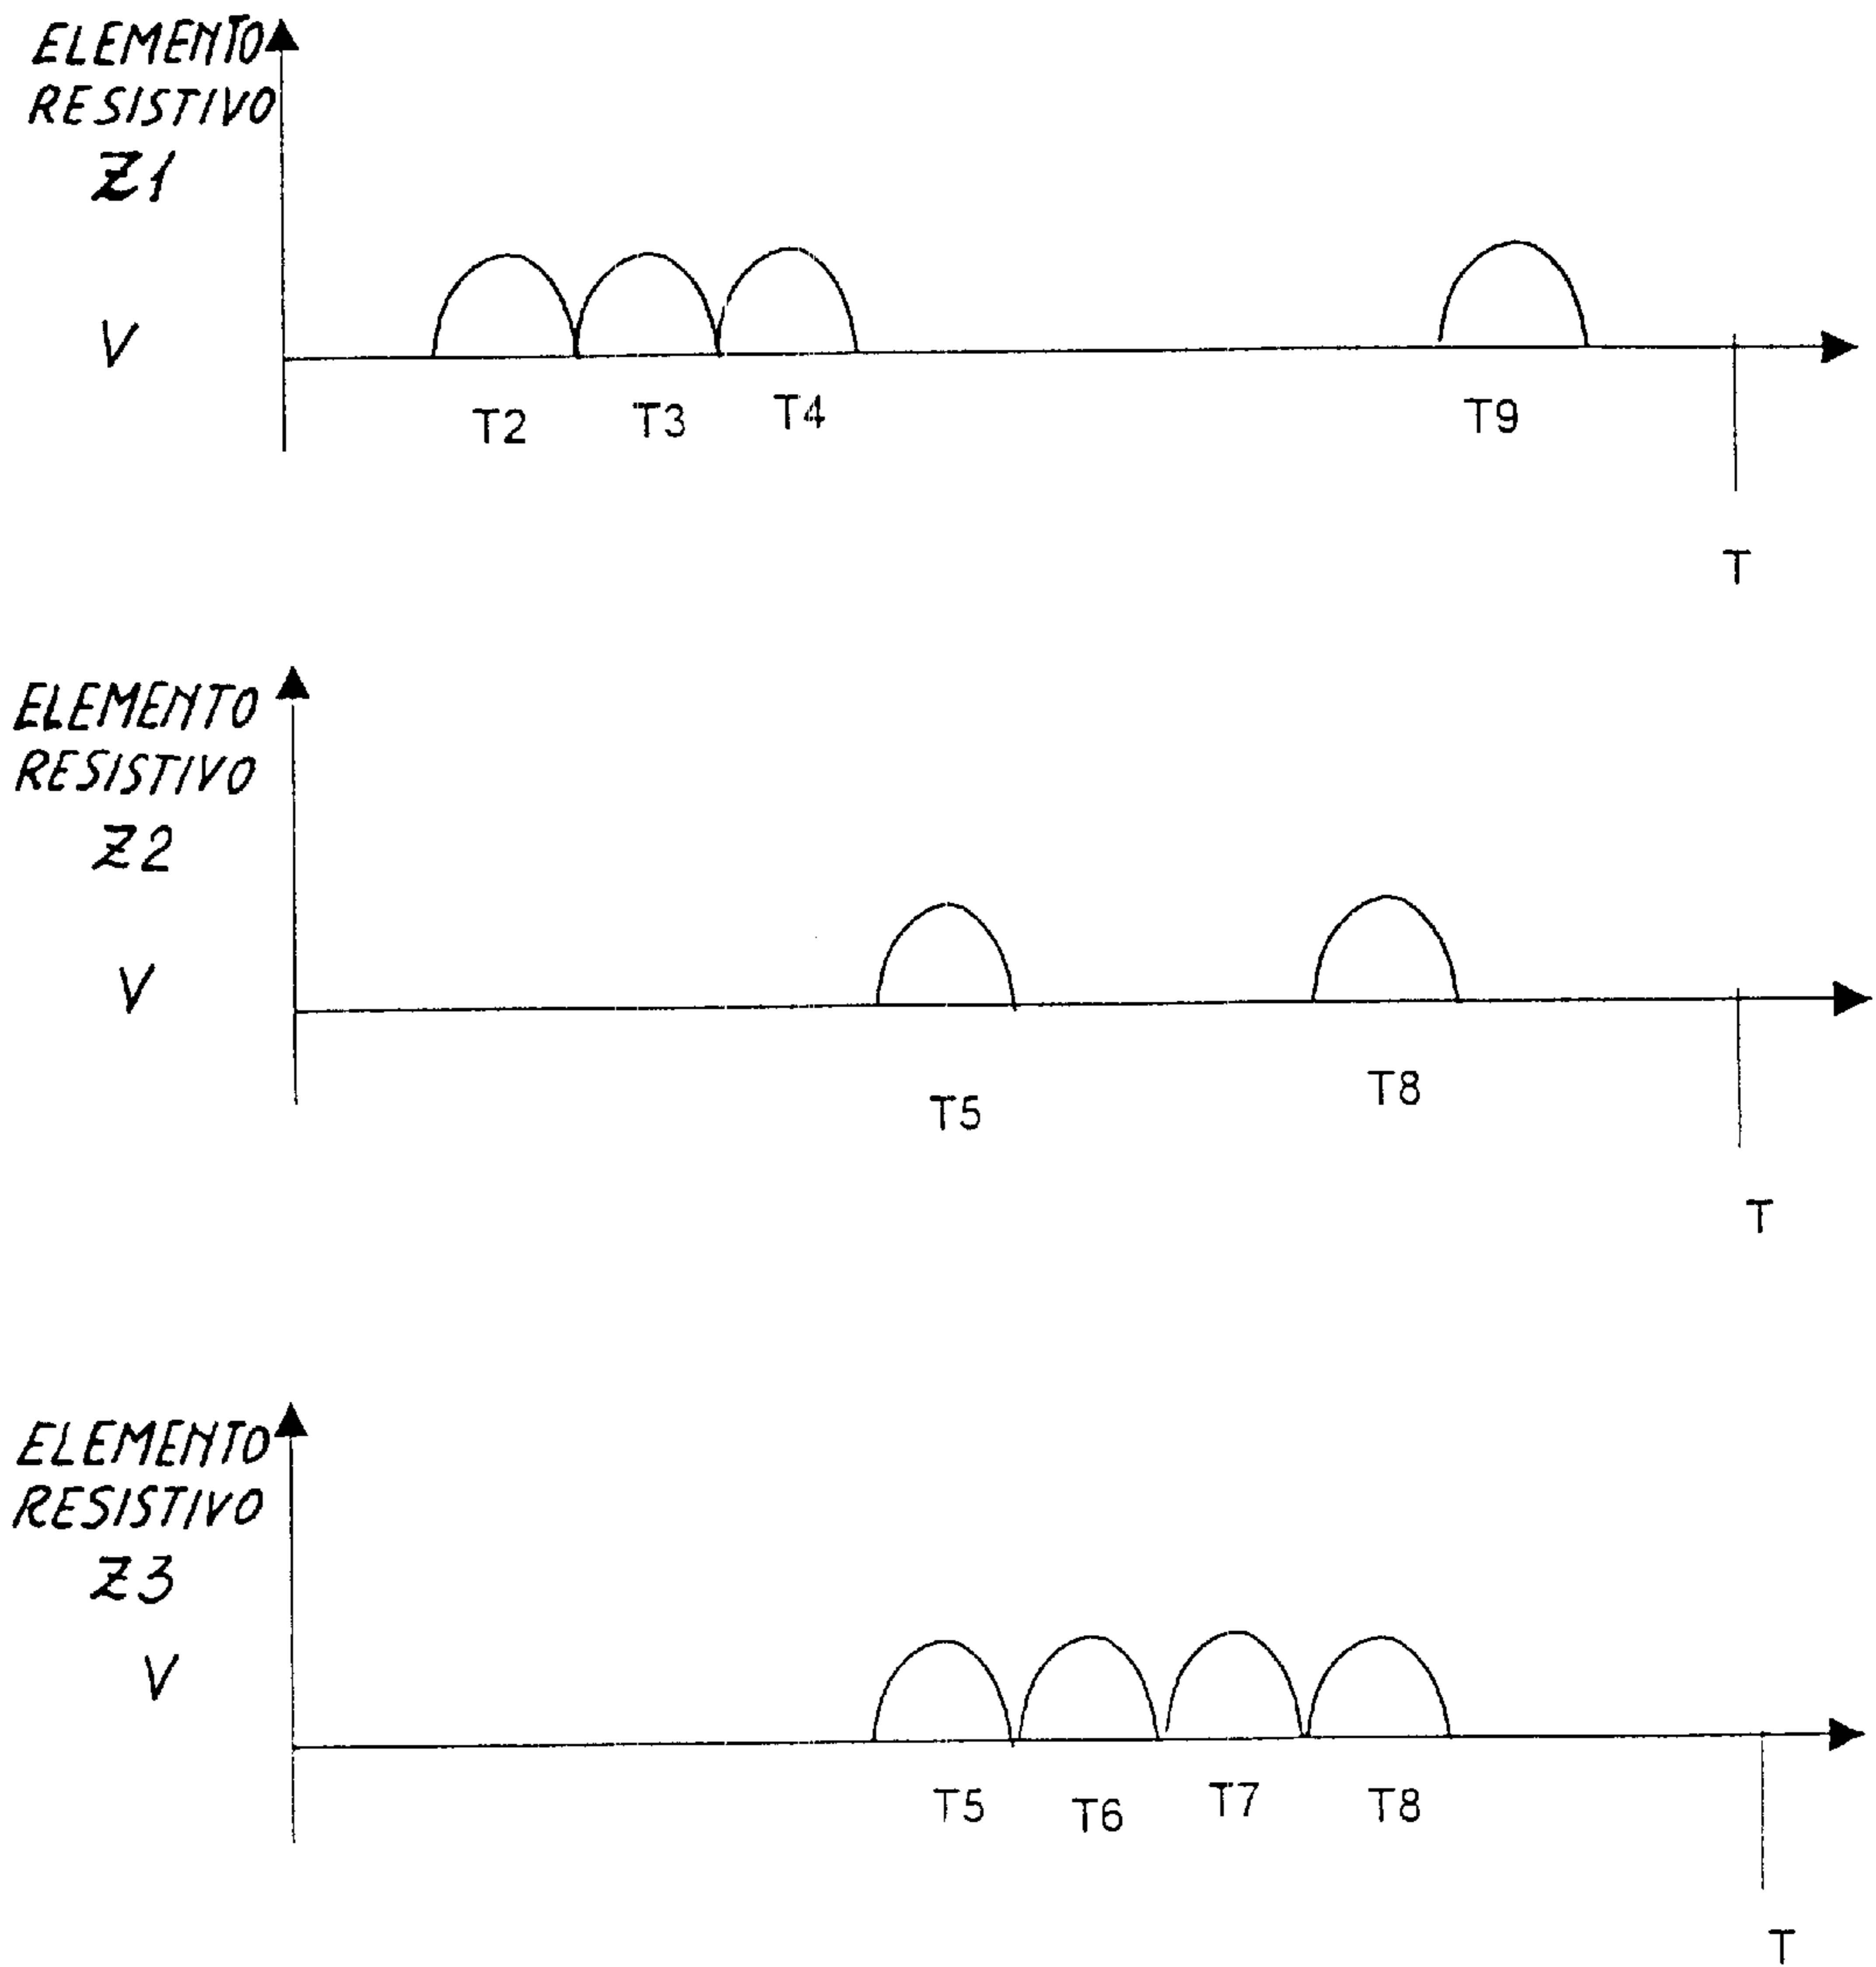 ELEMENTO
RESISTIVO
Z1
V
T2 T3 T4 T9
T
ELEMENTO
RESISTIVO
Z2
V
T5 T8
T
ELEMENTO
RESISTIVO
Z3
V
T5 T6 T7 T8
T